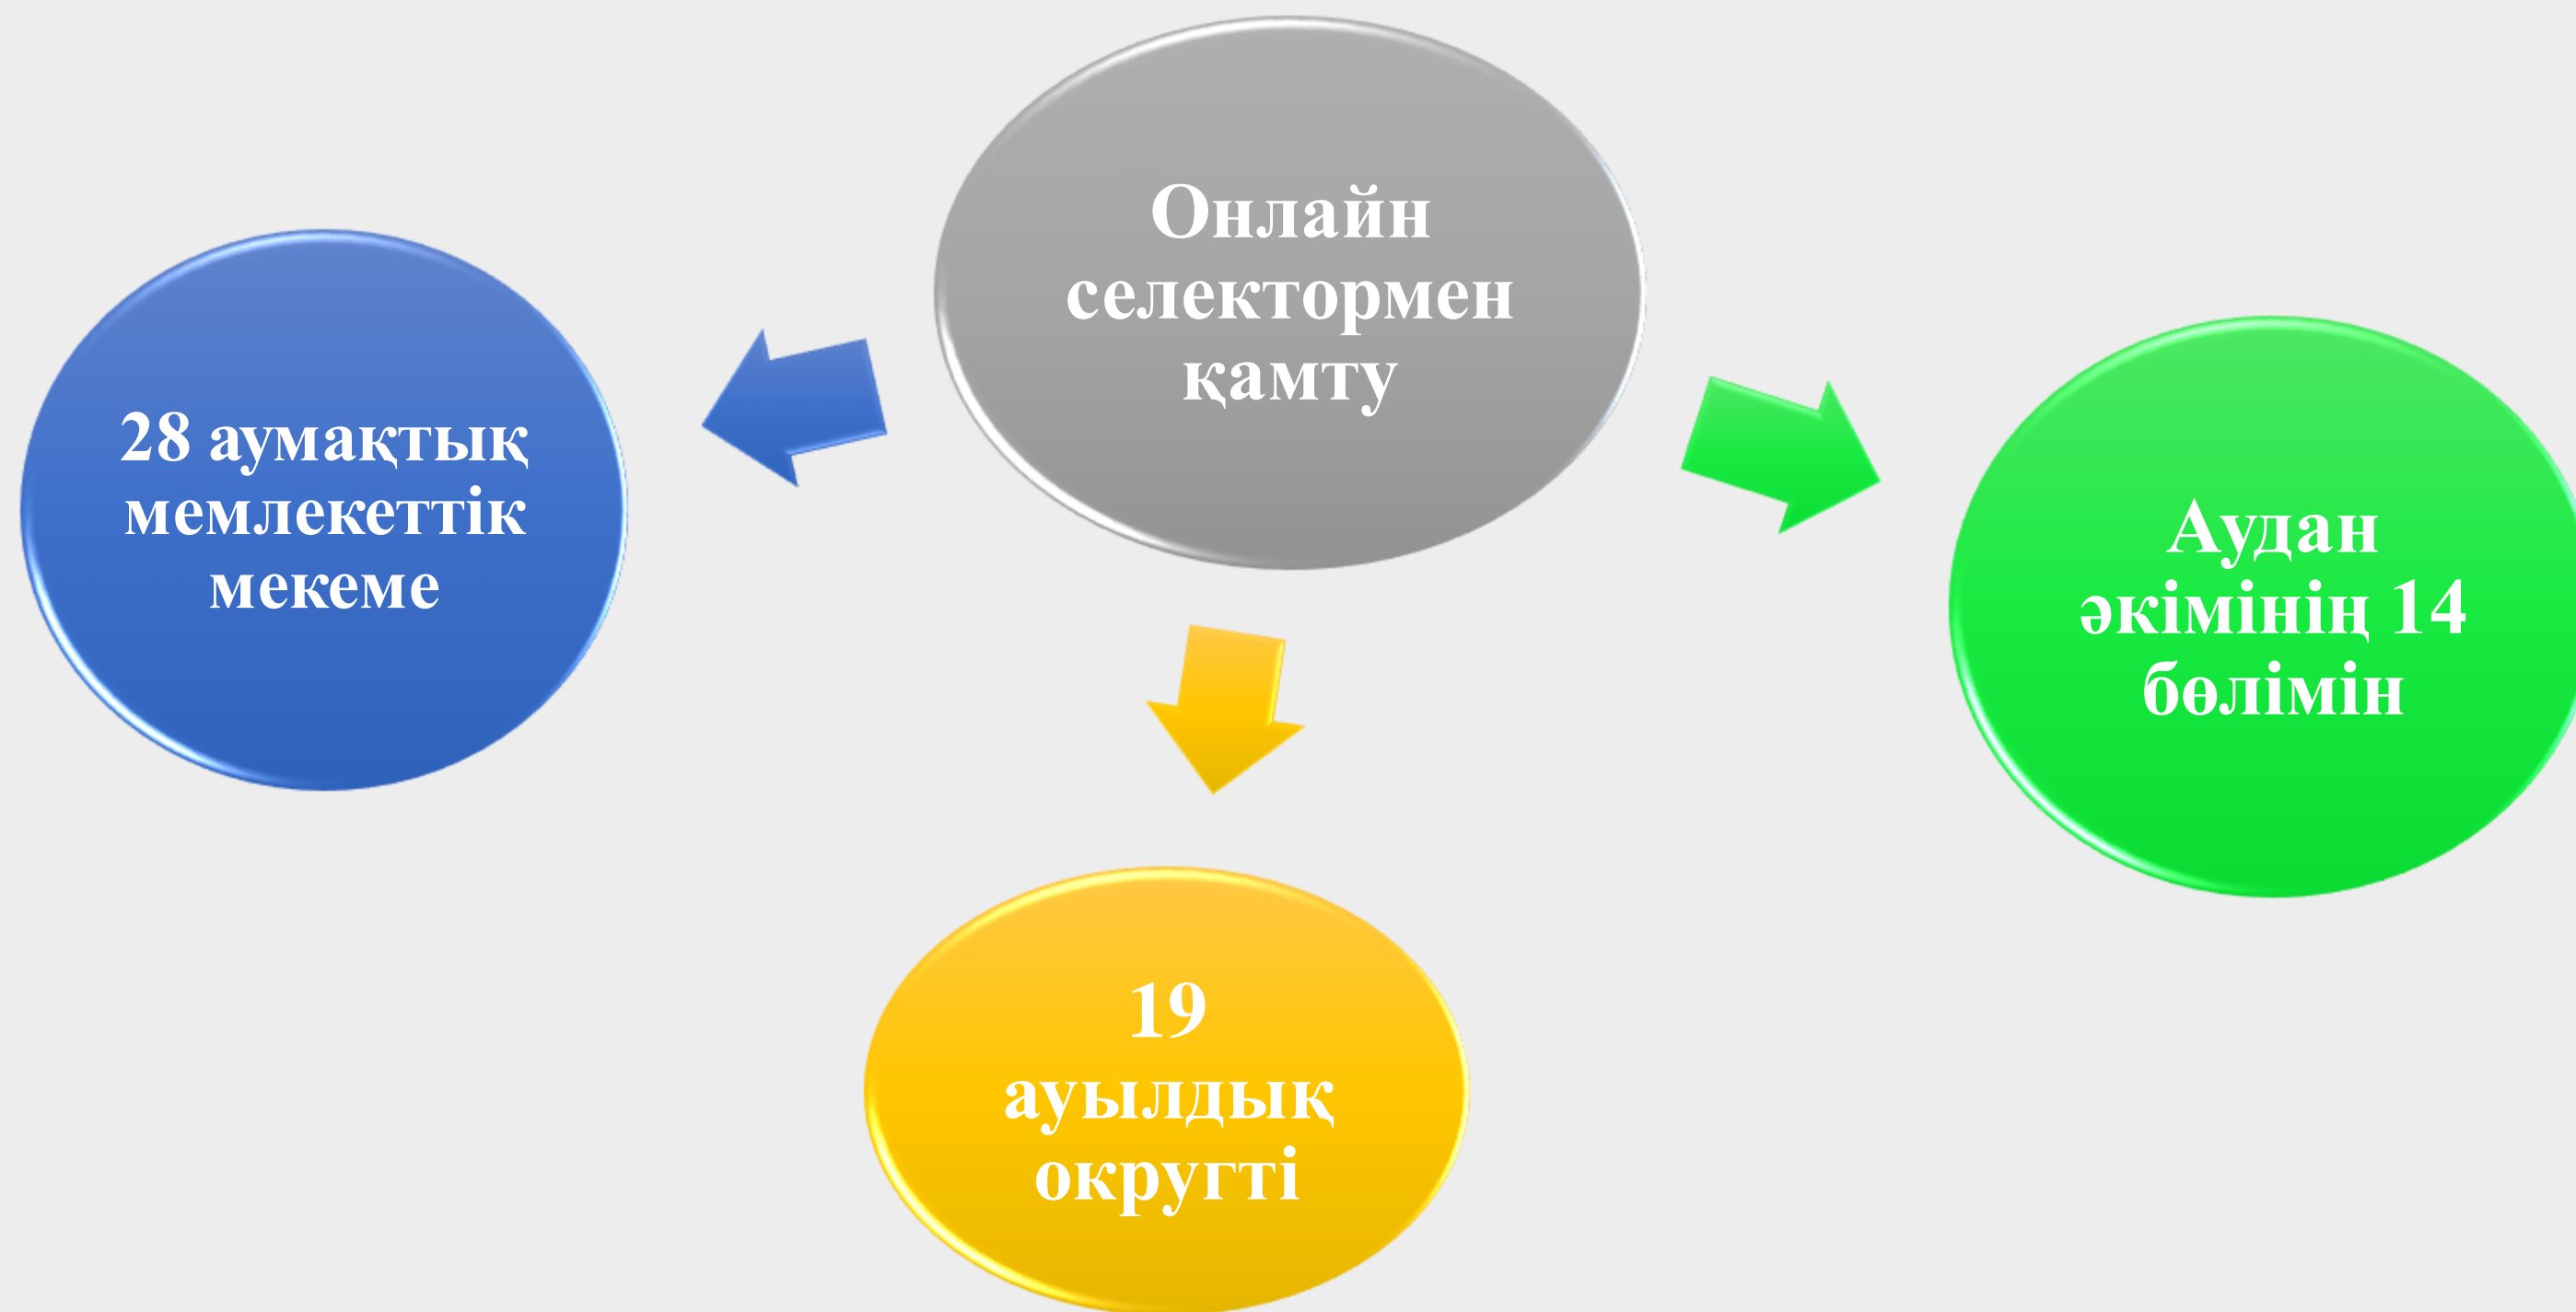 Онлайн
селектормен
қамту
28 аумақтық
мемлекеттік
мекеме
Аудан
әкімінің 14
бөлімін
19
ауылдық
округті